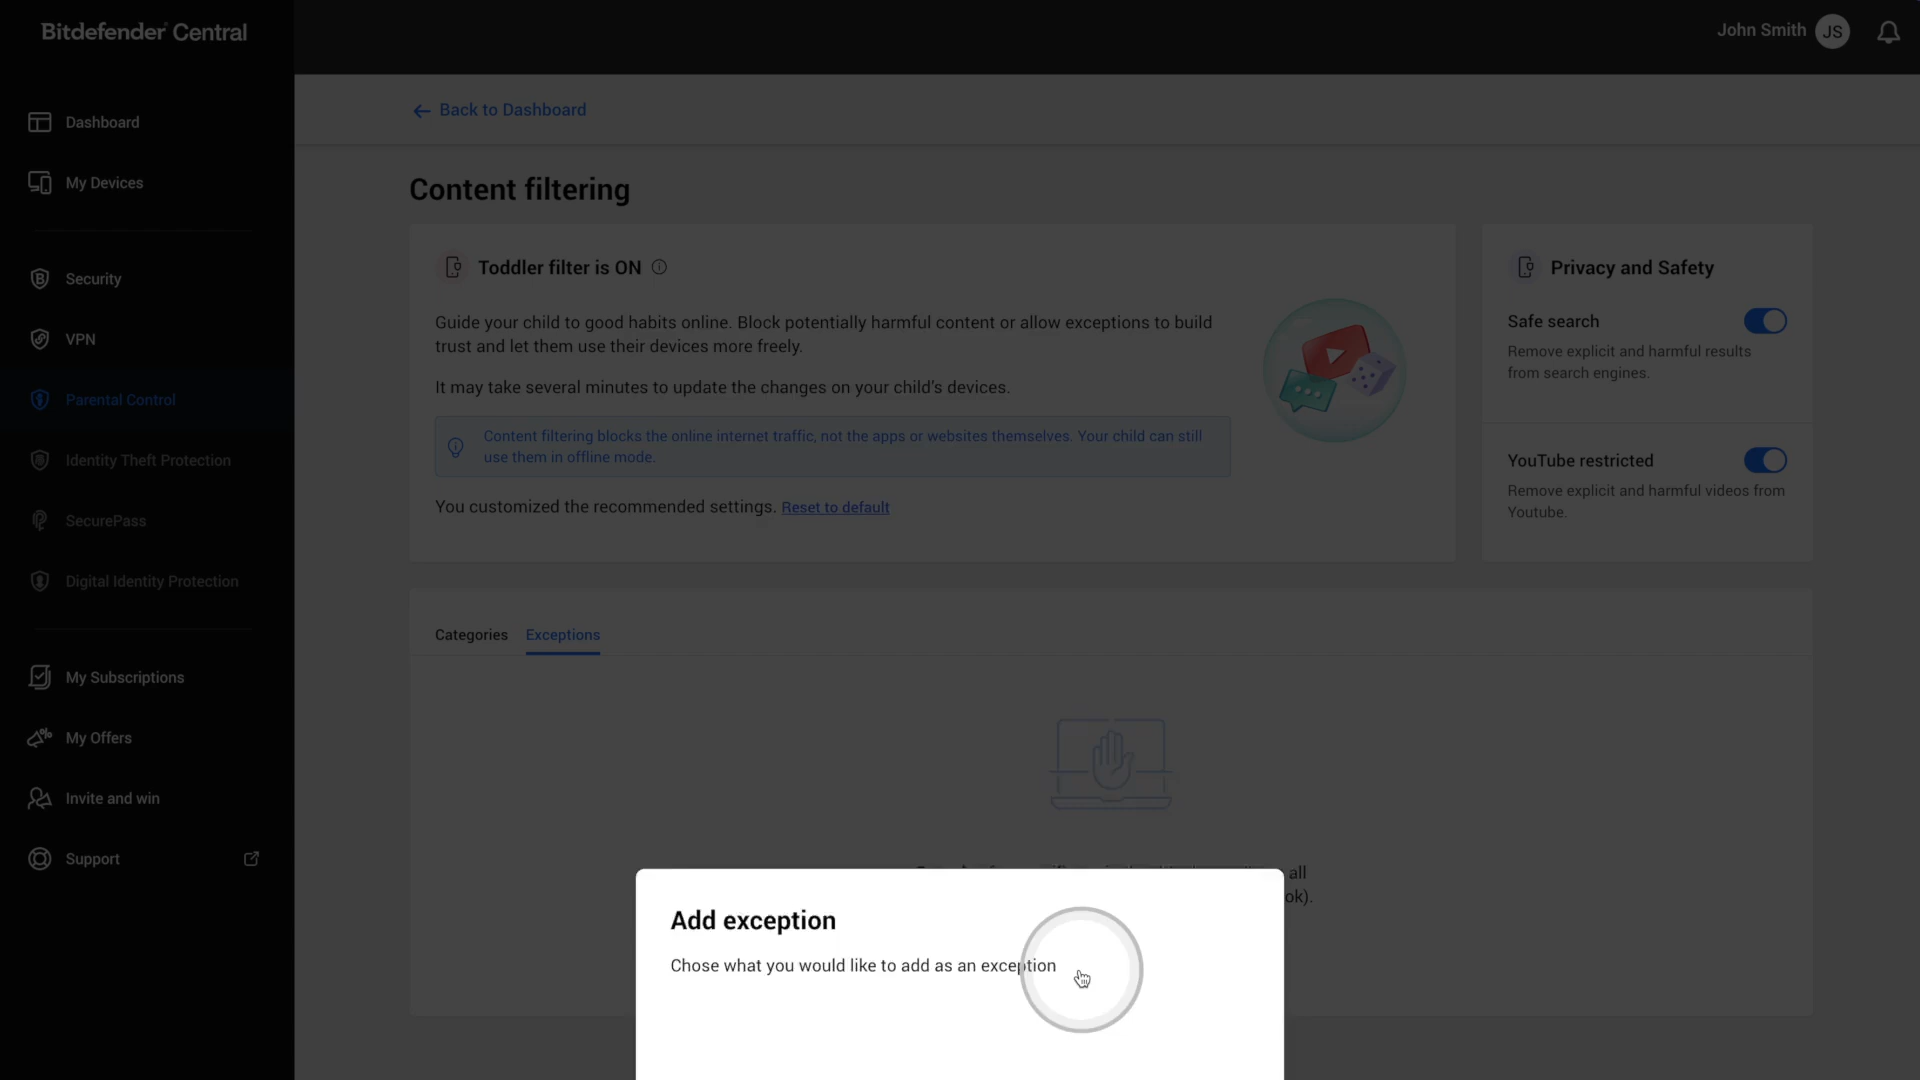 Bitdefender Central
John Smith JS
Dashboard
My Devices
Security
VPN
Parental Control
Identity Theft Protection
SecurePass
Digital Identity Protection
My Subscriptions
My Offers
Invite and win
Support
Back to Dashboard
Content filtering
Toddler filter is ON
Guide your child to good habits online. Block potentially harmful content or allow exceptions to build
trust and let them use their devices more freely.
It may take several minutes to update the changes on your child's devices.
Content filtering blocks the online internet traffic, not the apps or websites themselves. Your child can still
use them in offline mode.
You customized the recommended settings. Reset to default
Privacy and Safety
Safe search
Remove explicit and harmful results
from search engines.
YouTube restricted
Remove explicit and harmful videos from
Youtube.
Categories Exceptions
all
ok).
Add exception
Chose what you would like to add as an exception